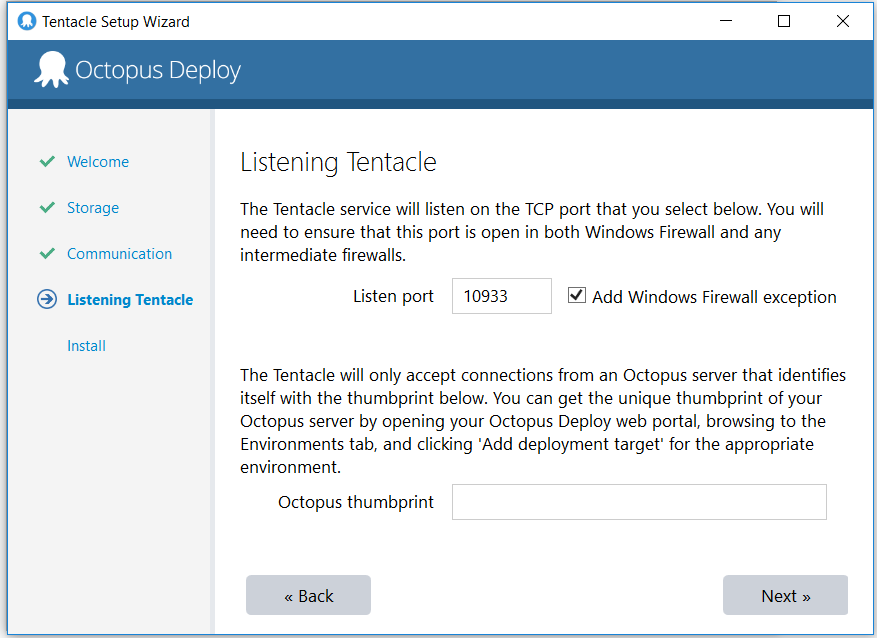 Tentacle Setup Wizard
Octopus Deploy
Welcome
Storage
Communication
Listening Tentacle
Install
Listening Tentacle
The Tentacle service will listen on the TCP port that you select below. You will
need to ensure that this port is open in both Windows Firewall and any
intermediate firewalls.
Listen port 10933 Add Windows Firewall exception
The Tentacle will only accept connections from an Octopus server that identifies
itself with the thumbprint below. You can get the unique thumbprint of your
Octopus server by opening your Octopus Deploy web portal, browsing to the
Environments tab, and clicking 'Add deployment target' for the appropriate
environment.
Octopus thumbprint
« Back Next »